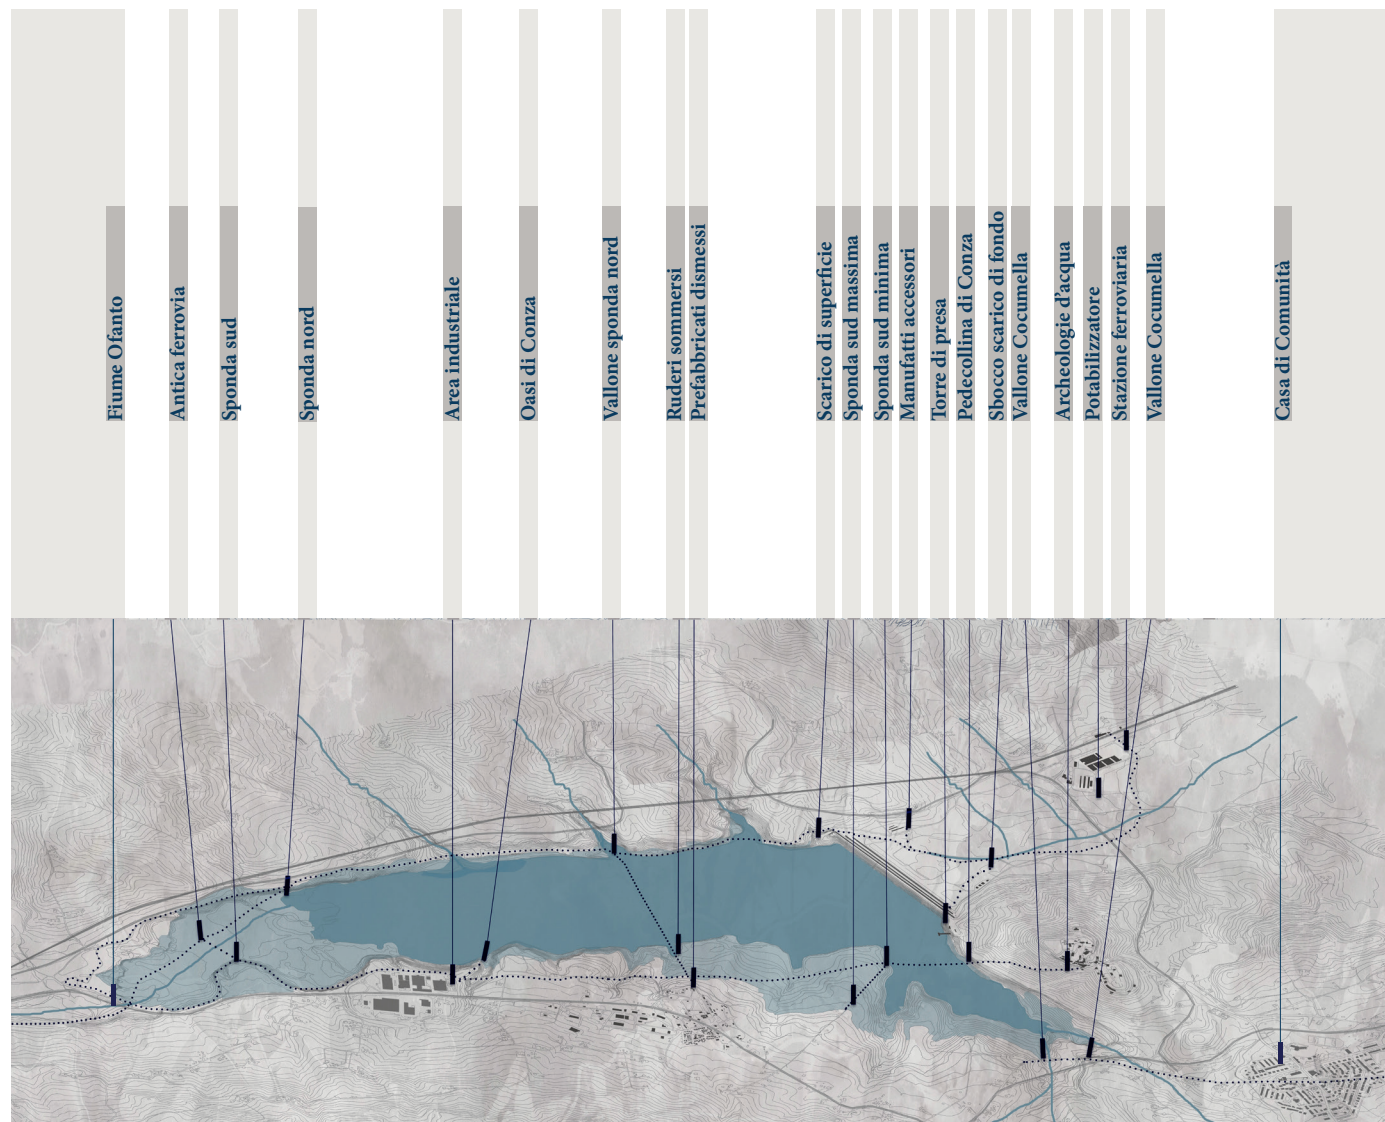 Fiume Ofanto
Antica ferrovia
Sponda sud
Sponda nord
Area industriale
Oasi di Conza
Vallone sponda nord
Ruderi sommersi
Prefabbricati dismessi
Scarico di superficie
Sponda sud massima
Sponda sud minima
Manufatti accessori
Torre di presa
Pedecollina di Conza
Sbocco scarico di fondo
Vallone Cocumella
Archeologie d’acqua
Potabilizzatore
Stazione ferroviaria
Vallone Cocumella
Casa di Comunità